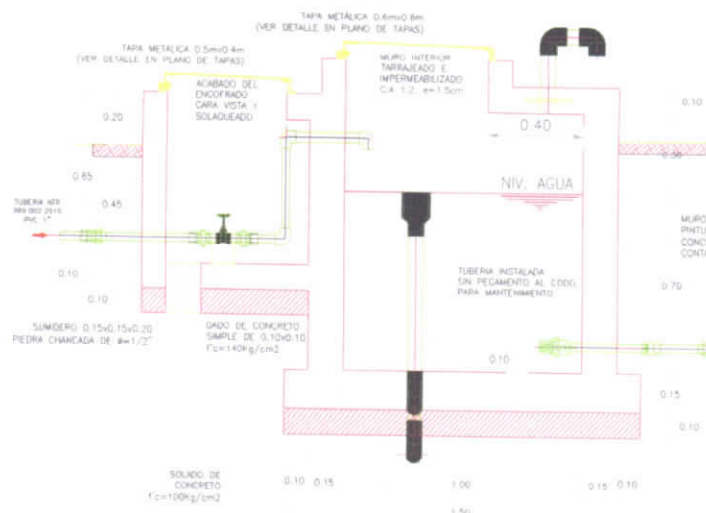 TAPA METÁLICA 0.6mx0.6m
(VER DETALLE EN PLANO DE TAPAS)
TAPA METÁLICA 0.5mx0.4m
(VER DETALLE EN PLANO DE TAPAS)
ACABADO DEL
ENCOFRADO
CARA VISTA Y
SOLAQUEADO
MURO INTERIOR
TARRAJEADO E
IMPERMEABILIZADO
C:A 1:2, e=1.5cm.
0.20
0.10
0.40
0.65
0.45
NIV. AGUA
PVC 1"
MURO
CONC
TUBERIA INSTALADA
SIN PEGAMENTO AL CODO,
PARA MANTENIMIENTO
0.70
0.10
0.10
SUMIDERO 0.15x0.15x0.20
PIEDRA CHANCADA DE ø=1/2"
DADO DE CONCRETO
SIMPLE DE 0.10x0.10
f'c=140kg/cm2
0.10
0.15
0.10
SOLADO DE
CONCRETO
f'c=100kg/cm2
0.10 0.15 1.00 0.15 0.10
1.50